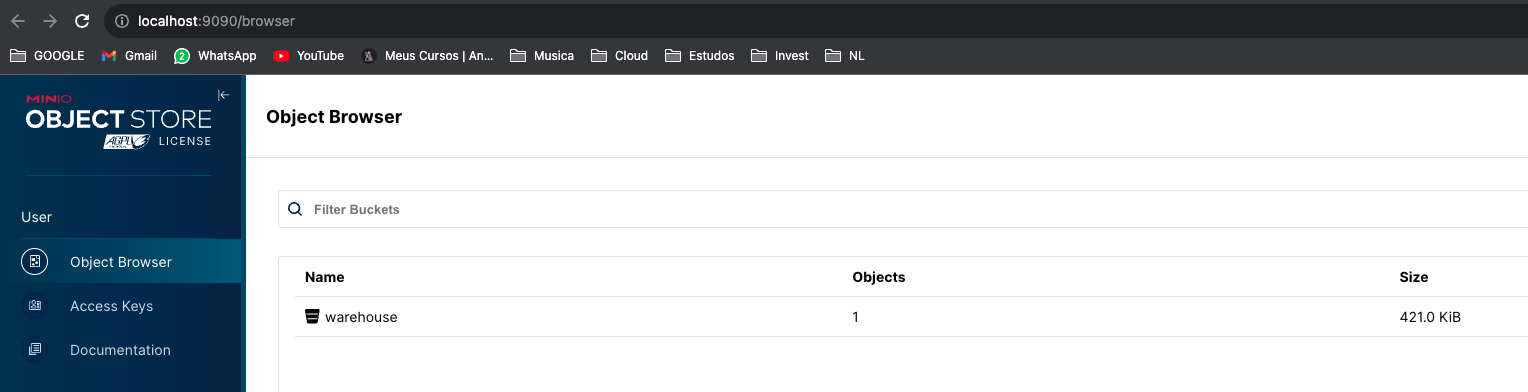 localhost:9090/browser
GOOGLE Gmail 2 WhatsApp YouTube Meus Cursos | An... Musica Cloud Estudos Invest NL
MINIO
OBJECT STORE
AGPL LICENSE
Object Browser
User
Filter Buckets
Object Browser
Access Keys
Documentation
Name Objects Size
warehouse 1 421.0 KiB